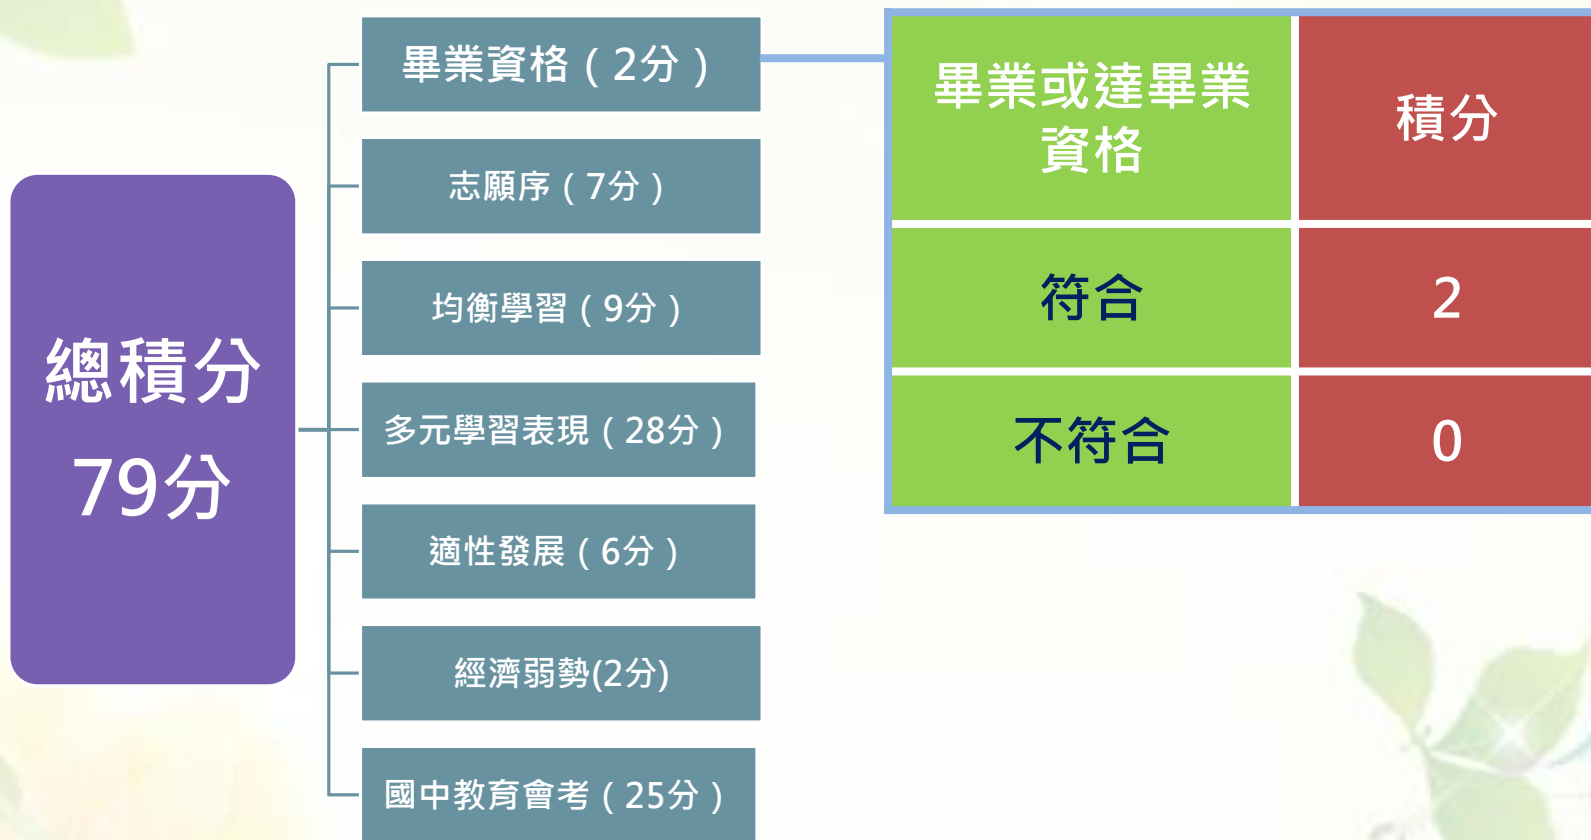 總積分
79分
畢業資格（2分）
志願序（7分）
均衡學習（9分）
多元學習表現（28分）
適性發展（6分）
經濟弱勢(2分)
國中教育會考（25分）
畢業或達畢業
資格
積分
符合
2
不符合
0